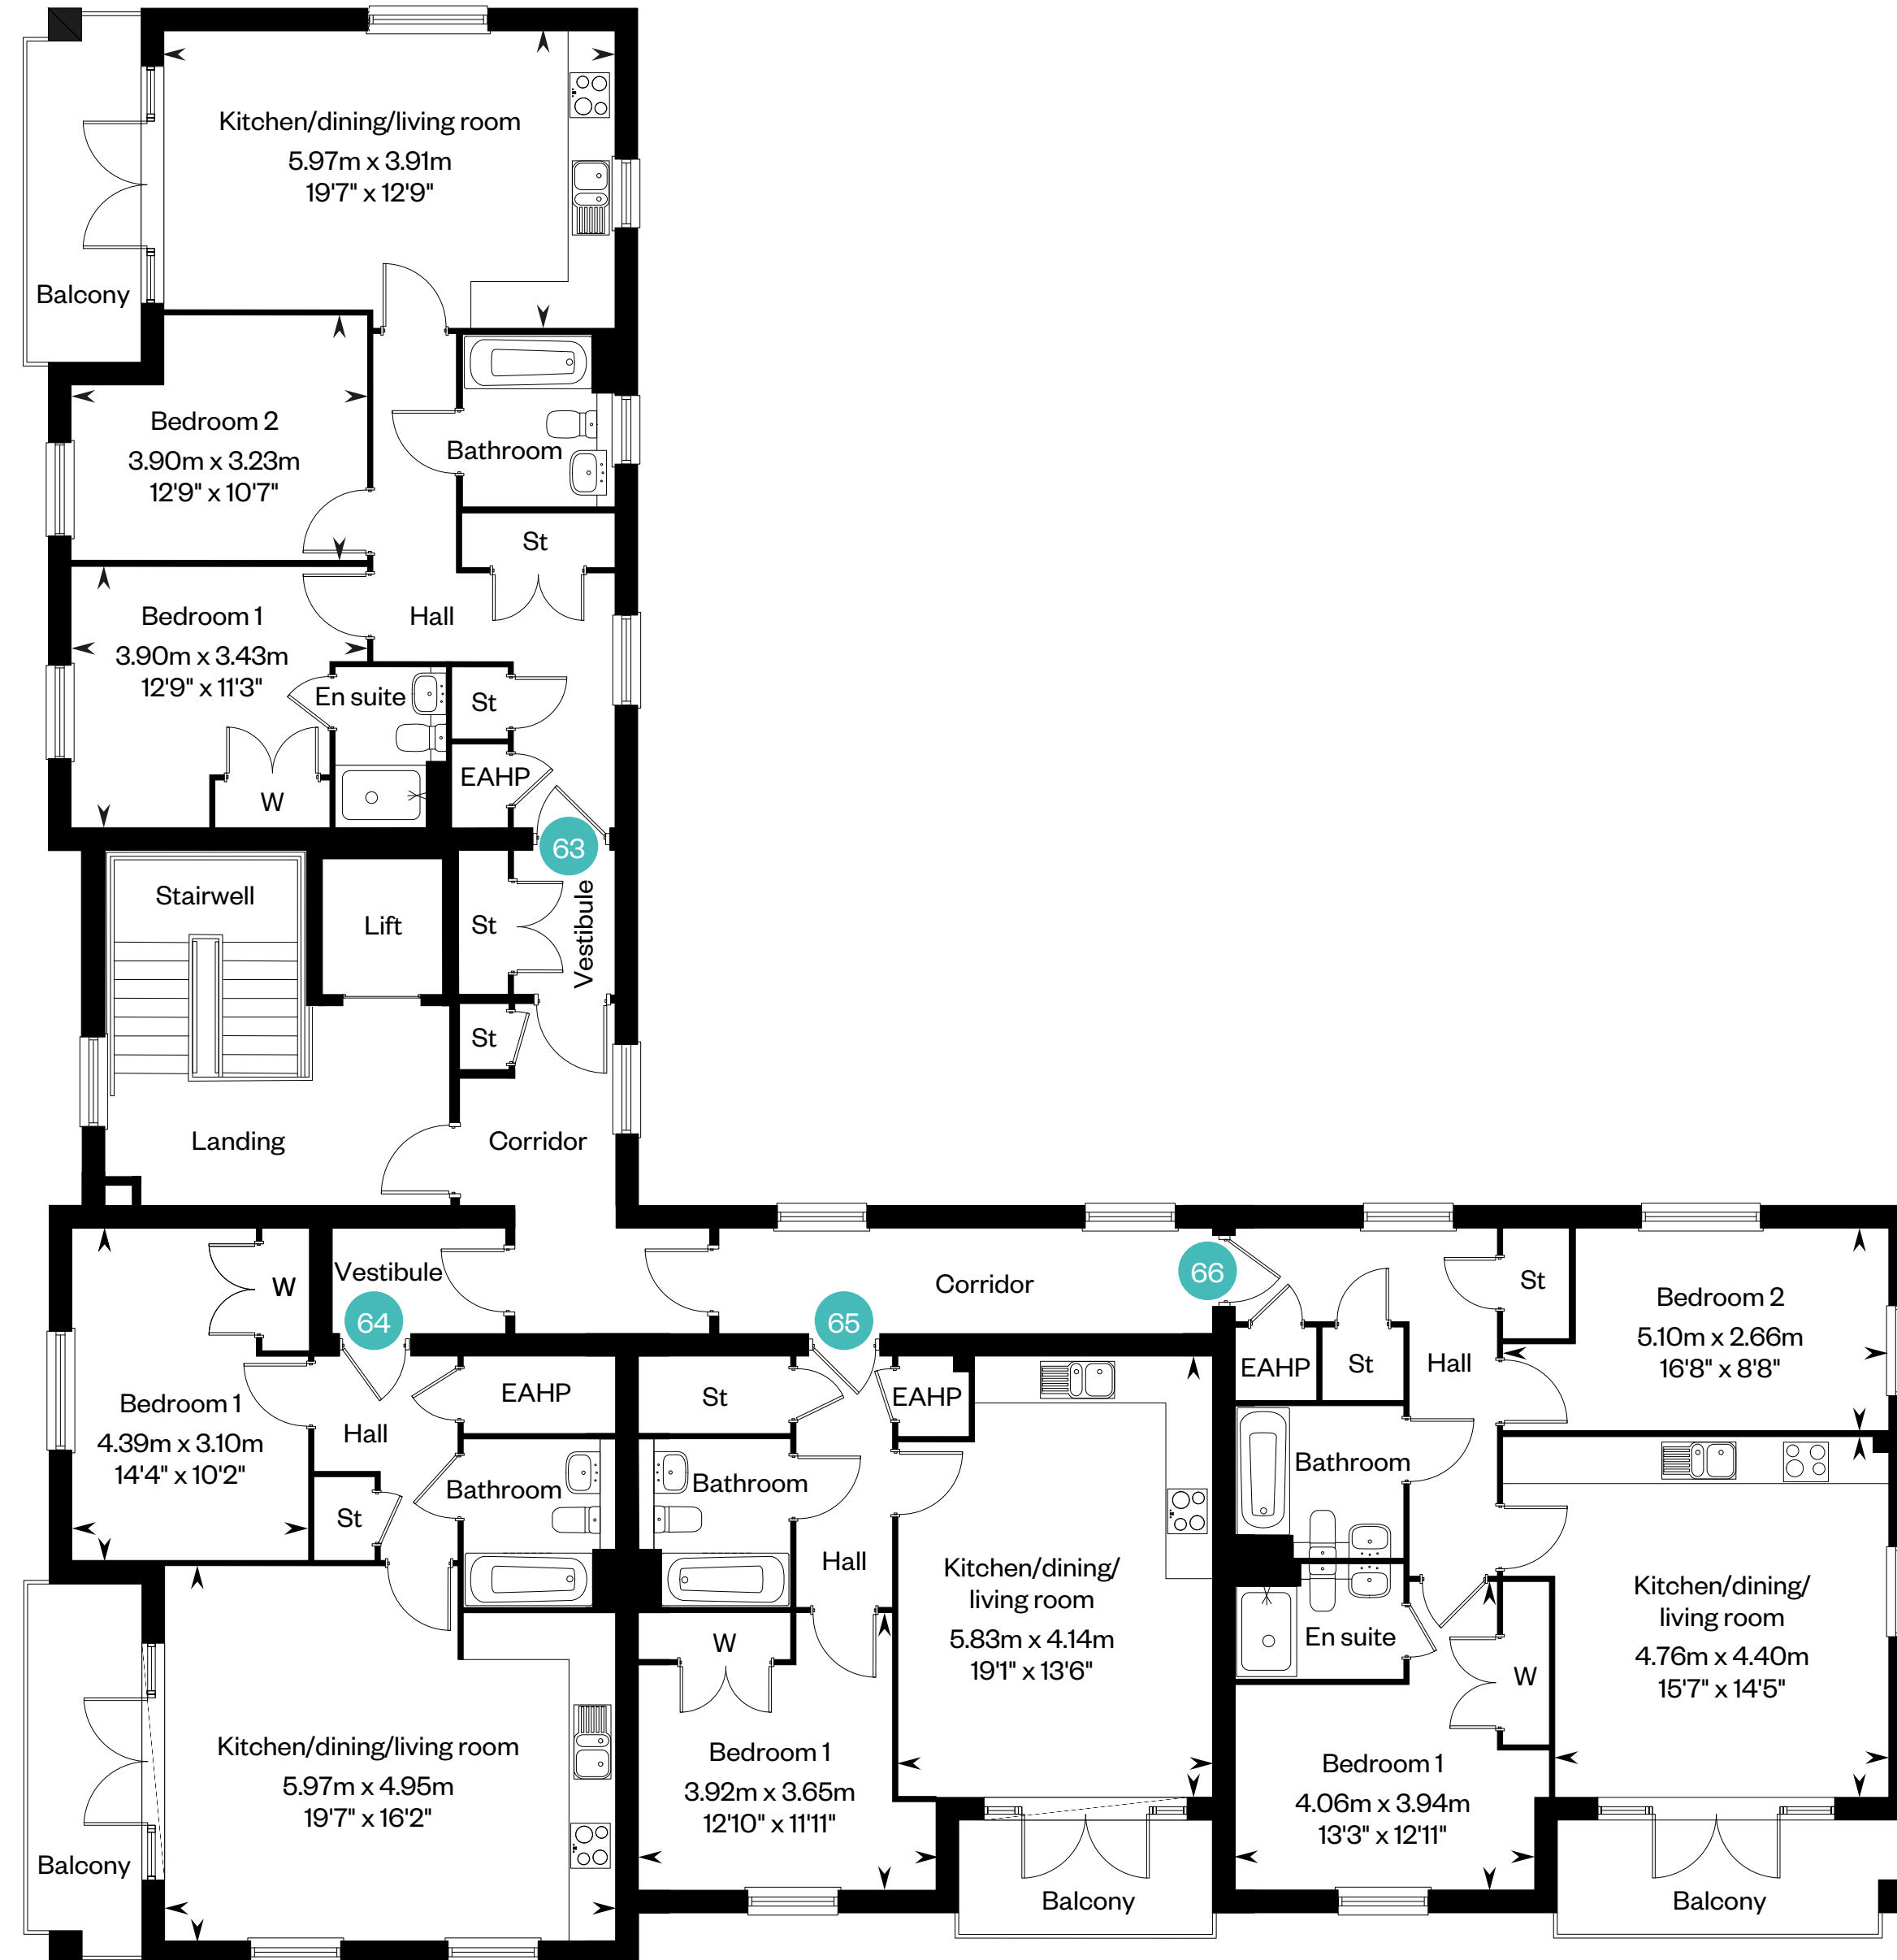 Kitchen/dining/living room
5.97m x 3.91m
19'7" x 12'9"
Balcony
Bedroom 2
3.90m x 3.23m
12'9" x 10'7"
Bathroom
St
Bedroom 1
3.90m x 3.43m
12'9" x 11'3"
Hall
En suite
St
EAHP
W
63
Stairwell
Lift
St
Vestibule
St
Landing
Corridor
Vestibule
64
W
65
Corridor
66
St
Bedroom 2
5.10m x 2.66m
16'8" x 8'8"
EAHP
St
Hall
Bedroom 1
4.39m x 3.10m
14'4" x 10'2"
Hall
EAHP
St
EAHP
Bathroom
St
Bathroom
Bathroom
Hall
Kitchen/dining/
living room
5.83m x 4.14m
19'1" x 13'6"
Kitchen/dining/
living room
4.76m x 4.40m
15'7" x 14'5"
En suite
W
W
Kitchen/dining/living room
5.97m x 4.95m
19'7" x 16'2"
Bedroom 1
3.92m x 3.65m
12'10" x 11'11"
Bedroom 1
4.06m x 3.94m
13'3" x 12'11"
Balcony
Balcony
Balcony